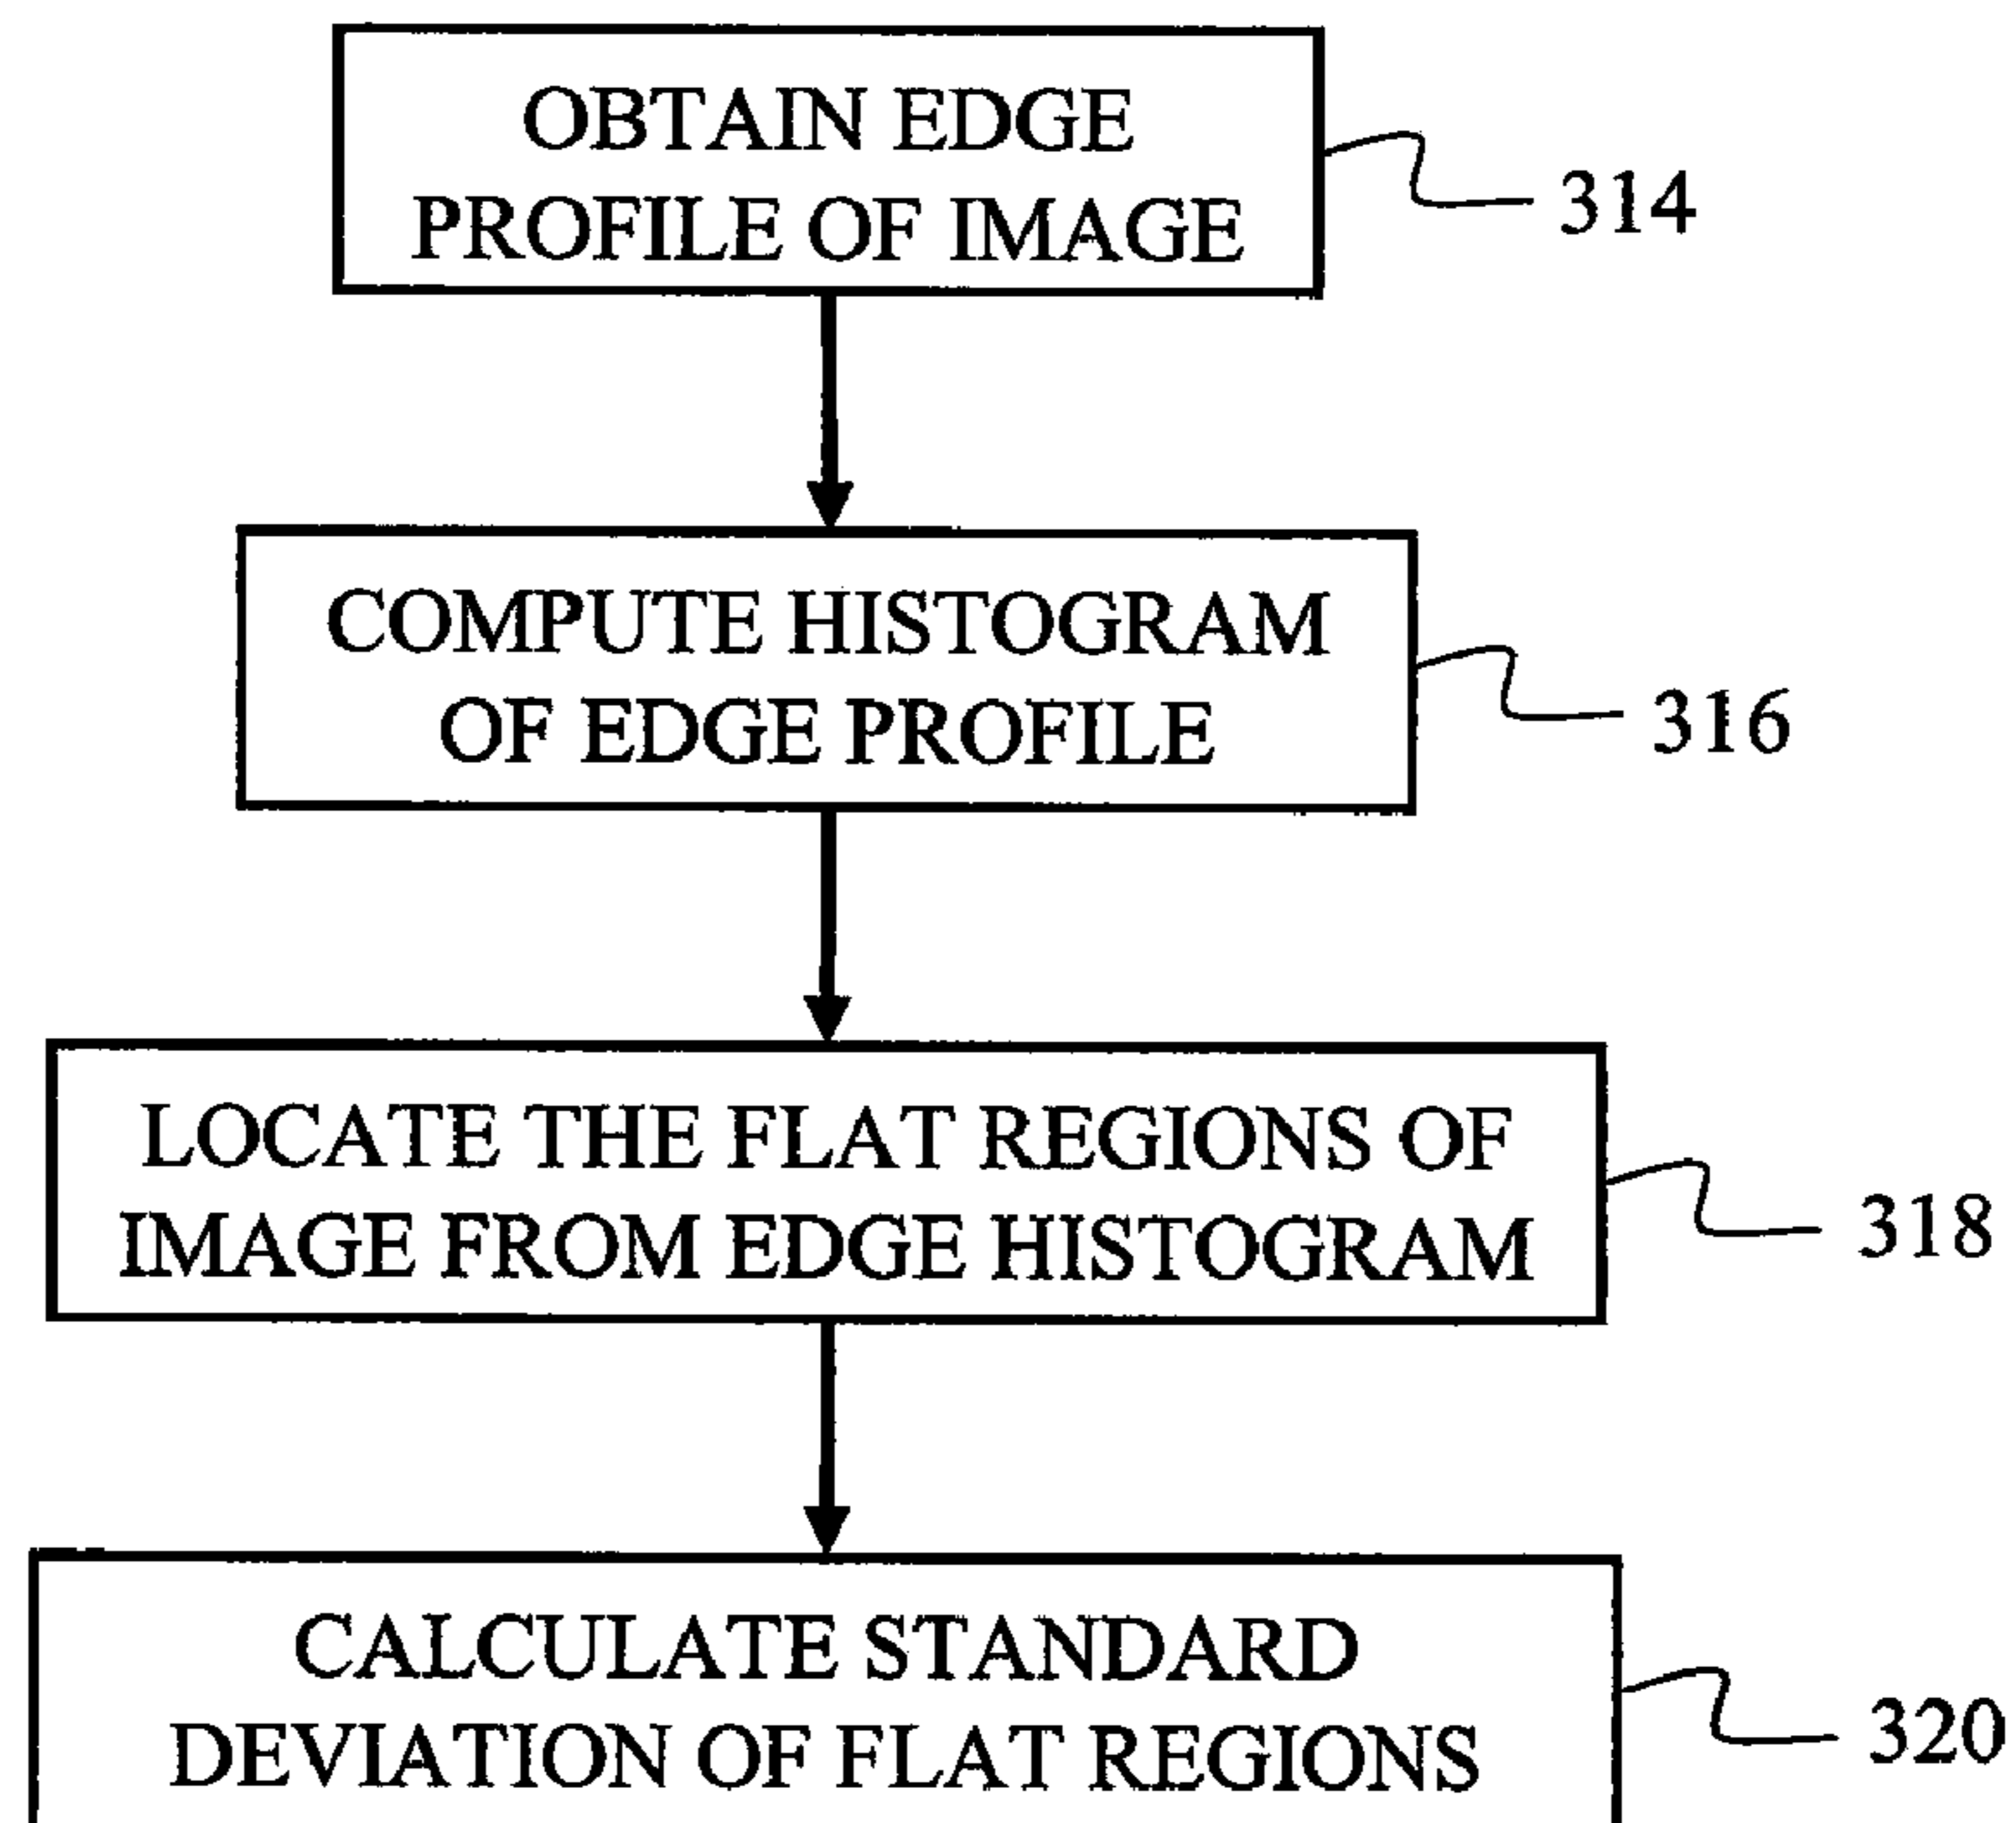 OBTAIN EDGE
PROFILE OF IMAGE
314
COMPUTE HISTOGRAM
OF EDGE PROFILE
316
LOCATE THE FLAT REGIONS OF
IMAGE FROM EDGE HISTOGRAM
318
CALCULATE STANDARD
DEVIATION OF FLAT REGIONS
320